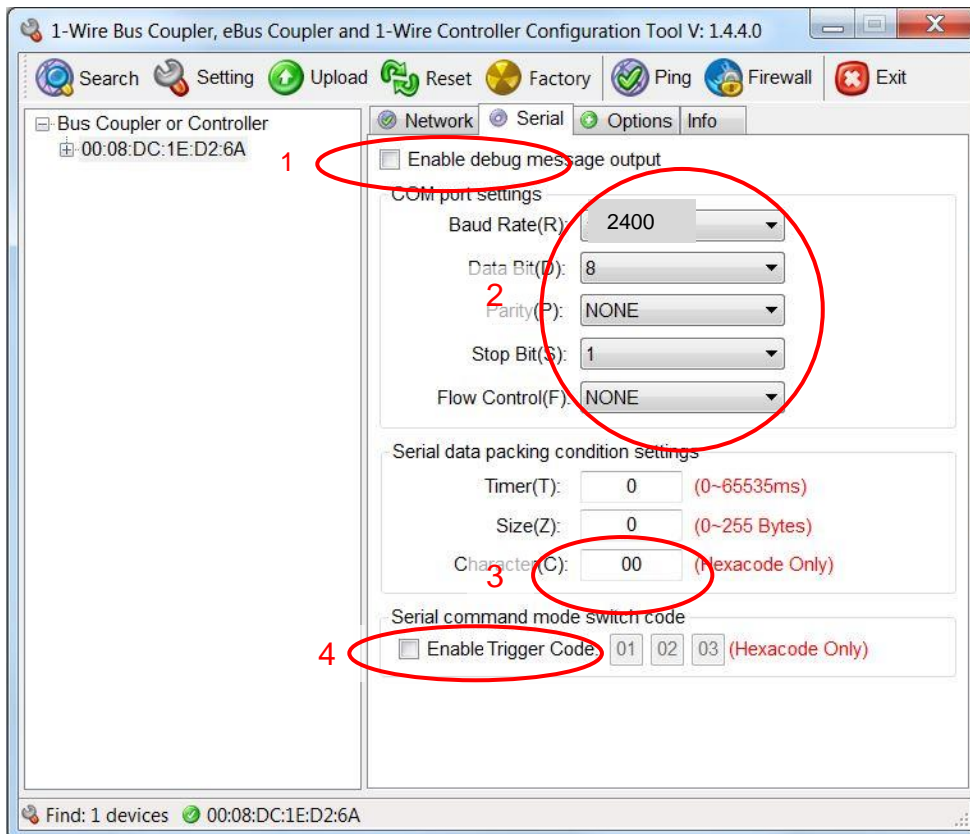 1-Wire Bus Coupler, eBus Coupler and 1-Wire Controller Configuration Tool V: 1.4.4.0
Search Setting Upload Reset Factory Ping Firewall Exit
Bus Coupler or Controller
00:08:DC:1E:D2:6A
Network Serial Options Info
1 Enable debug message output
COM port settings
Baud Rate(R): 2400
Data Bit(D): 8
2
Parity(P): NONE
Stop Bit(S): 1
Flow Control(F): NONE
Serial data packing condition settings
Timer(T): 0 (0~65535ms)
Size(Z): 0 (0~255 Bytes)
Character(C): 00 (Hexacode Only)
3
Serial command mode switch code
4 Enable Trigger Code: 01 02 03 (Hexacode Only)
Find: 1 devices 00:08:DC:1E:D2:6A